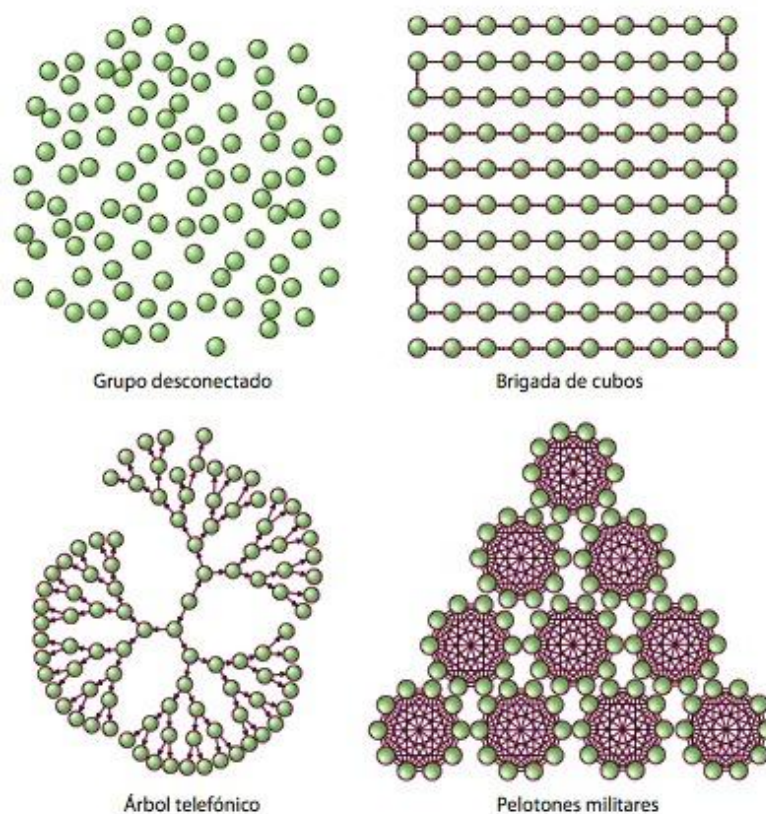 Grupo desconectado
Brigada de cubos
Árbol telefónico
Pelotones militares